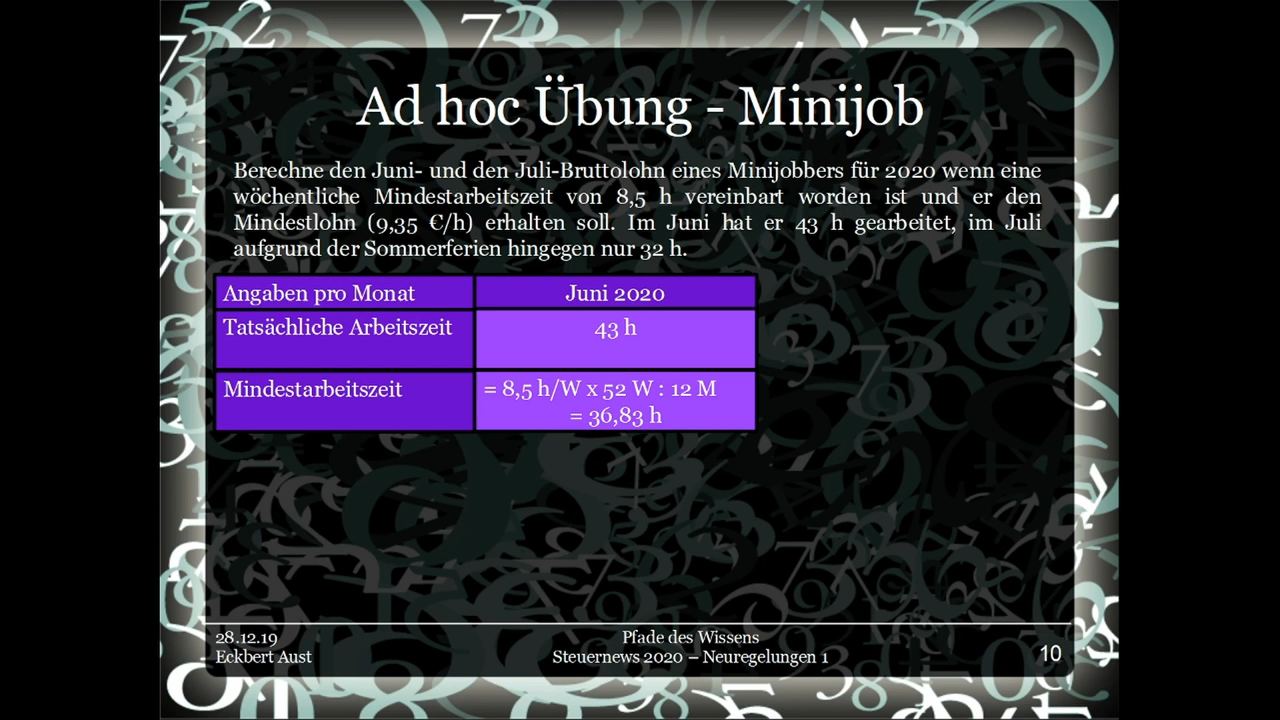 Ad hoc Übung - Minijob
Berechne den Juni- und den Juli-Bruttolohn eines Minijobbers für 2020 wenn eine
wöchentliche Mindestarbeitszeit von 8,5 h vereinbart worden ist und er den
Mindestlohn (9,35 €/h) erhalten soll. Im Juni hat er 43 h gearbeitet, im Juli
aufgrund der Sommerferien hingegen nur 32 h.
Angaben pro Monat
Juni 2020
Tatsächliche Arbeitszeit
43 h
Mindestarbeitszeit
= 8,5 h/W x 52 W : 12 M
= 36,83 h
28.12.19
Eckbert Aust
Pfade des Wissens
Steuernews 2020 – Neuregelungen 1
10